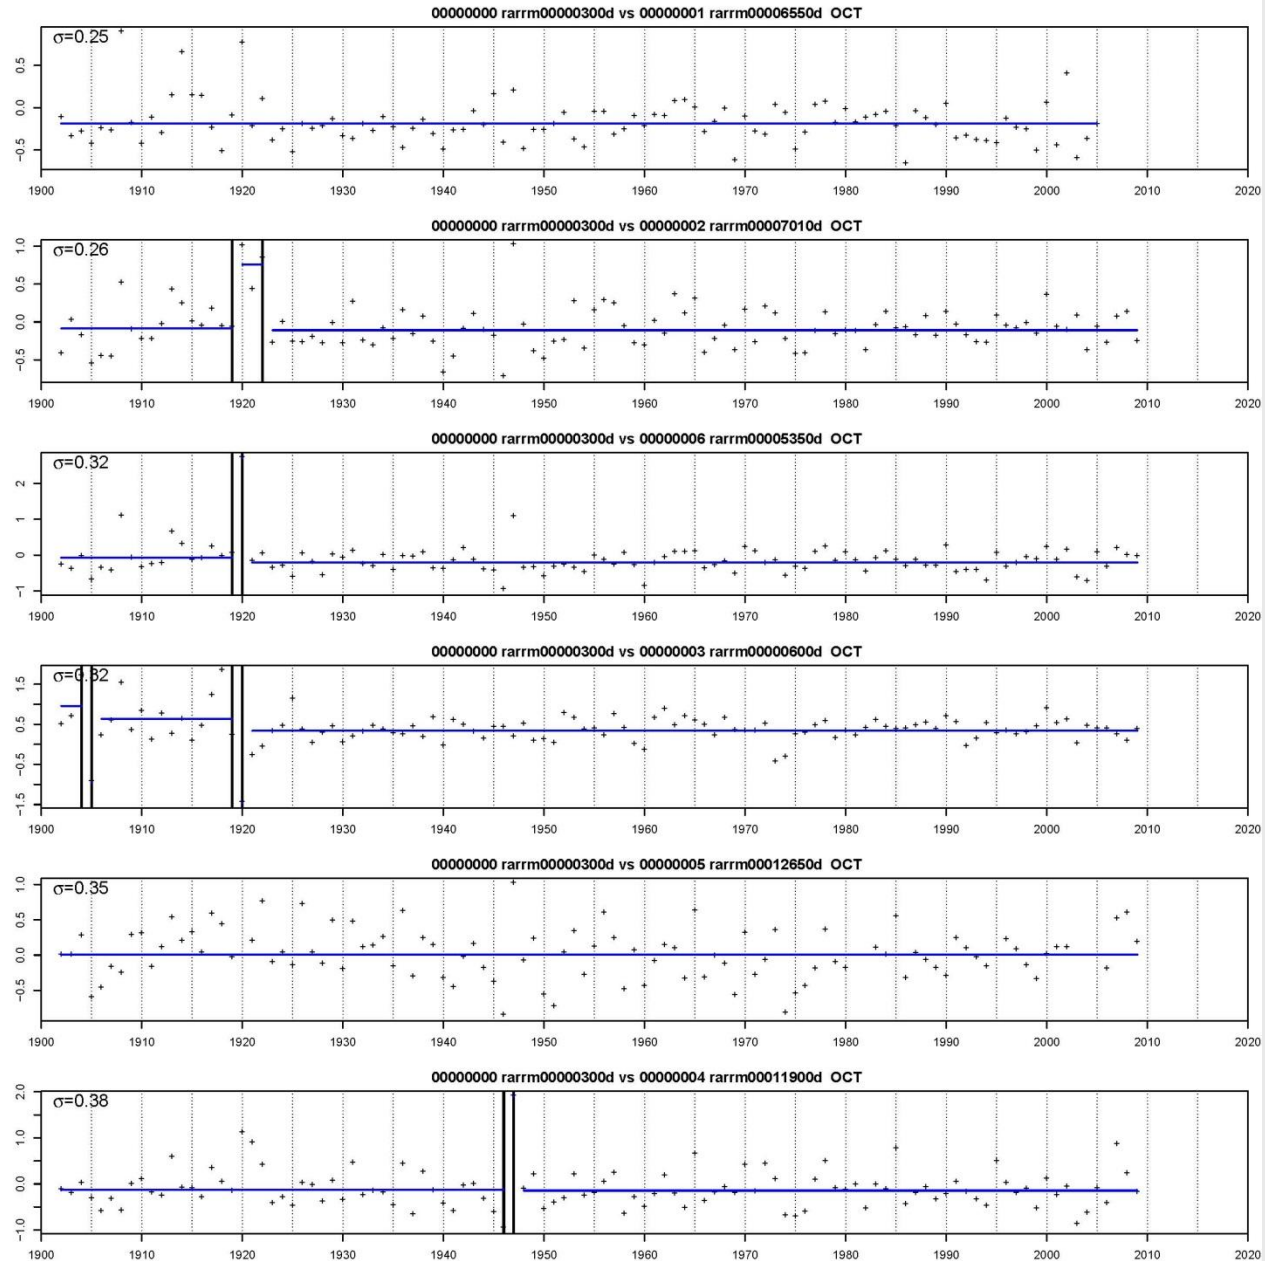 00000000 rarrm00000300d vs 00000001 rarrm00006550d OCT
σ=0.25
0.5
0.0
−0.5
1900 1910 1920 1930 1940 1950 1960 1970 1980 1990 2000 2010 2020
00000000 rarrm00000300d vs 00000002 rarrm00007010d OCT
σ=0.26
1.0
0.5
0.0
−0.5
1900 1910 1920 1930 1940 1950 1960 1970 1980 1990 2000 2010 2020
00000000 rarrm00000300d vs 00000006 rarrm00005350d OCT
σ=0.32
2
1
0
−1
1900 1910 1920 1930 1940 1950 1960 1970 1980 1990 2000 2010 2020
00000000 rarrm00000300d vs 00000003 rarrm00000600d OCT
σ=0.32
1.5
0.5
−0.5
−1.5
1900 1910 1920 1930 1940 1950 1960 1970 1980 1990 2000 2010 2020
00000000 rarrm00000300d vs 00000005 rarrm00012650d OCT
σ=0.35
1.0
0.5
0.0
−0.5
1900 1910 1920 1930 1940 1950 1960 1970 1980 1990 2000 2010 2020
00000000 rarrm00000300d vs 00000004 rarrm00011900d OCT
σ=0.38
2.0
1.0
0.0
−1.0
1900 1910 1920 1930 1940 1950 1960 1970 1980 1990 2000 2010 2020